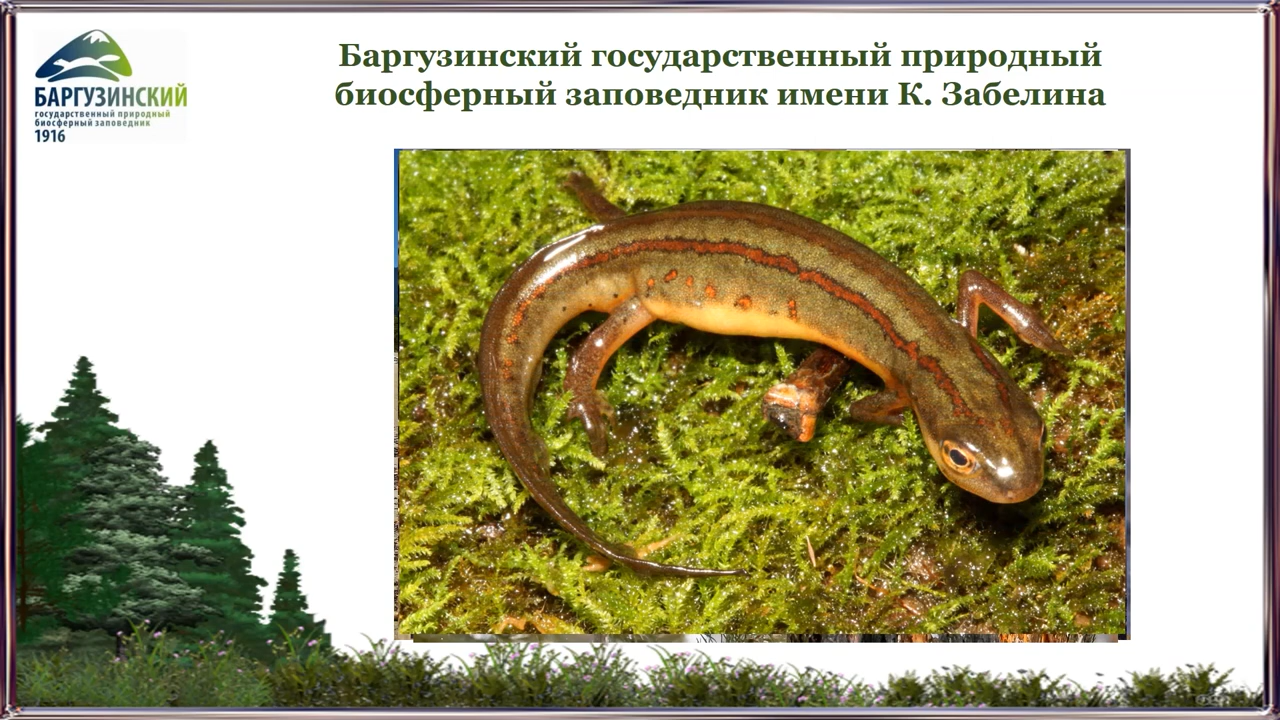 Баргузинский государственный природный
биосферный заповедник имени К. Забелина
БАРГУЗИНСКИЙ
государственный природный
биосферный заповедник
1916